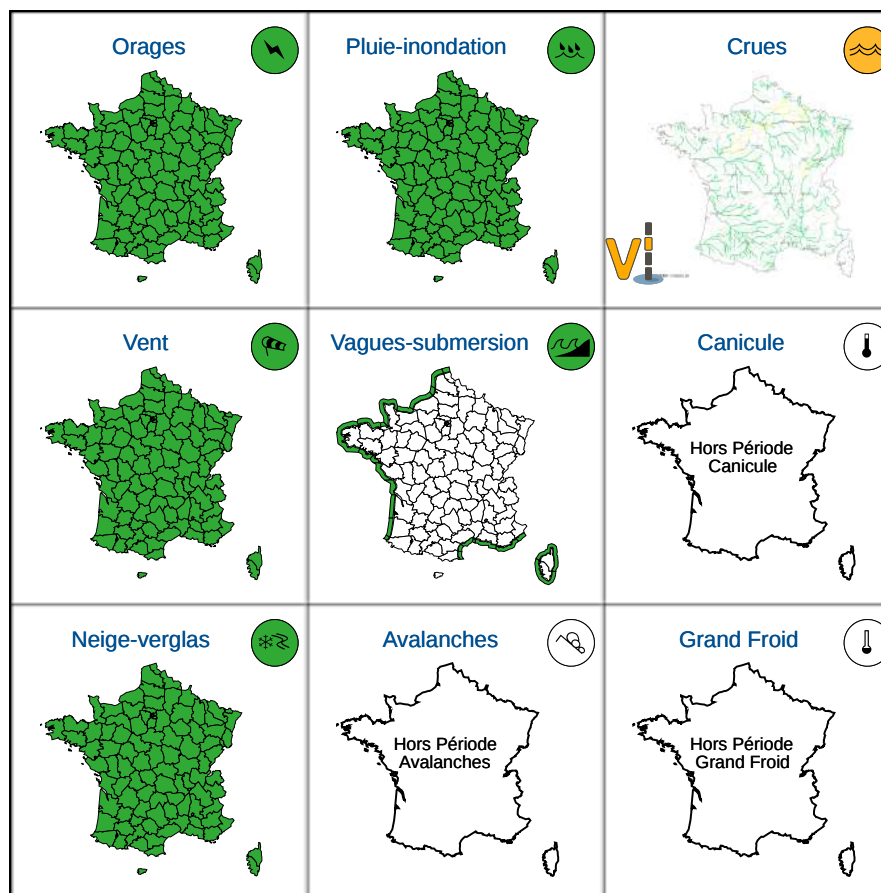 Orages
Pluie-inondation
Crues
Vi
Vent
Vagues-submersion
Canicule
Hors Période
Canicule
Neige-verglas
Avalanches
Grand Froid
Hors Période
Avalanches
Hors Période
Grand Froid